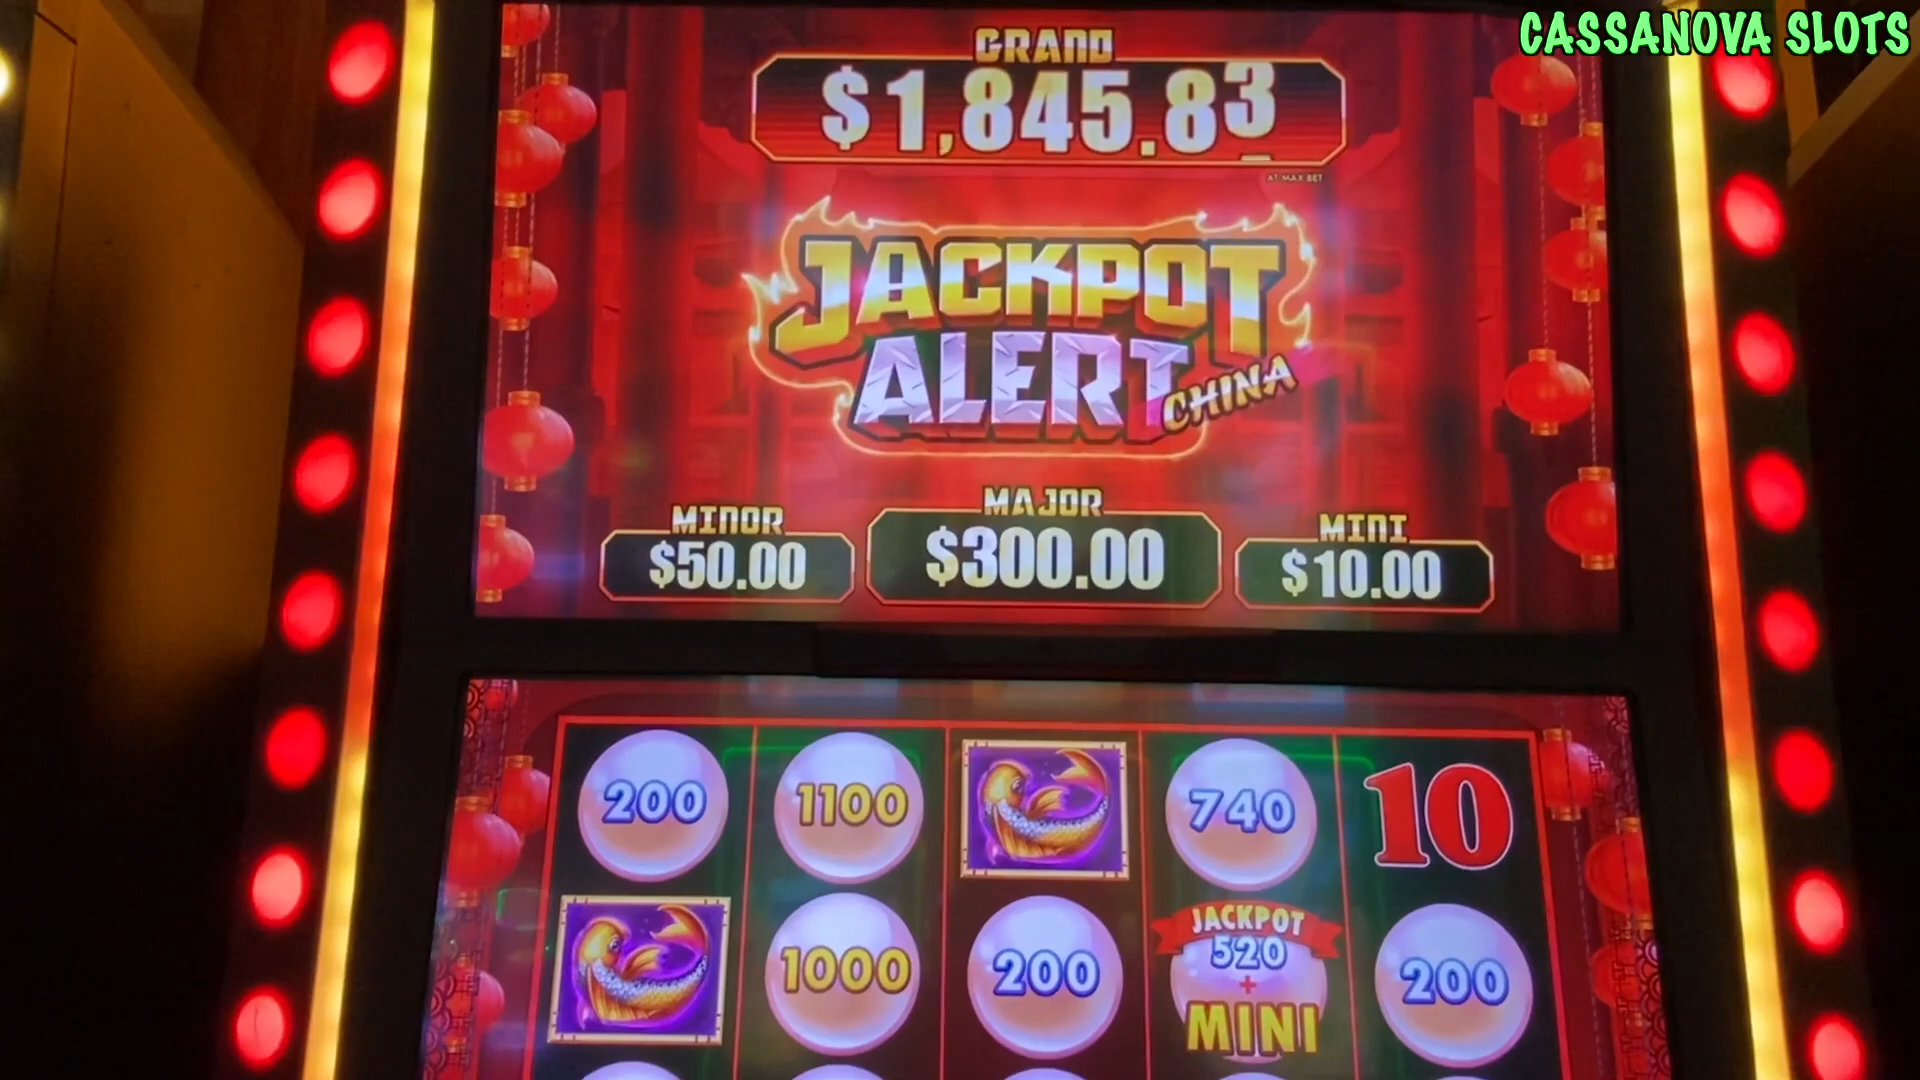 CASSANOVA SLOTS
GRAND
$1,845.83
AT MAX BET
JACKPOT
ALERT
CHINA
MINOR
$50.00
MAJOR
$300.00
MINI
$10.00
200
1100
740
10
1000
200
JACKPOT
520
+
MINI
200